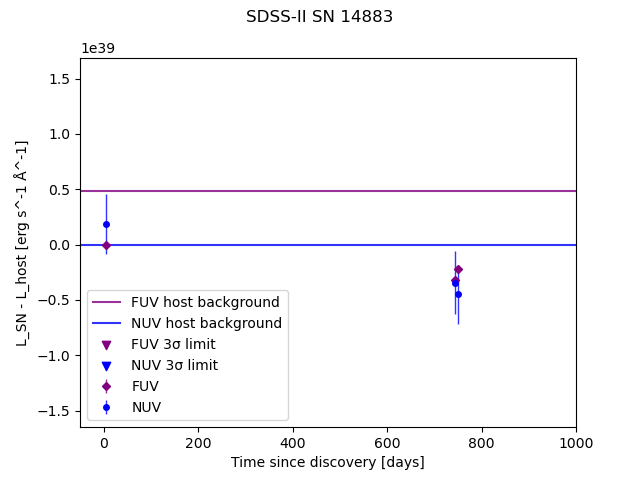 SDSS-II SN 14883
1e39
1.5
1.0
0.5
0.0
−0.5
−1.0
−1.5
L_SN - L_host [erg s^-1 Å^-1]
FUV host background
NUV host background
FUV 3σ limit
NUV 3σ limit
FUV
NUV
0 200 400 600 800 1000
Time since discovery [days]